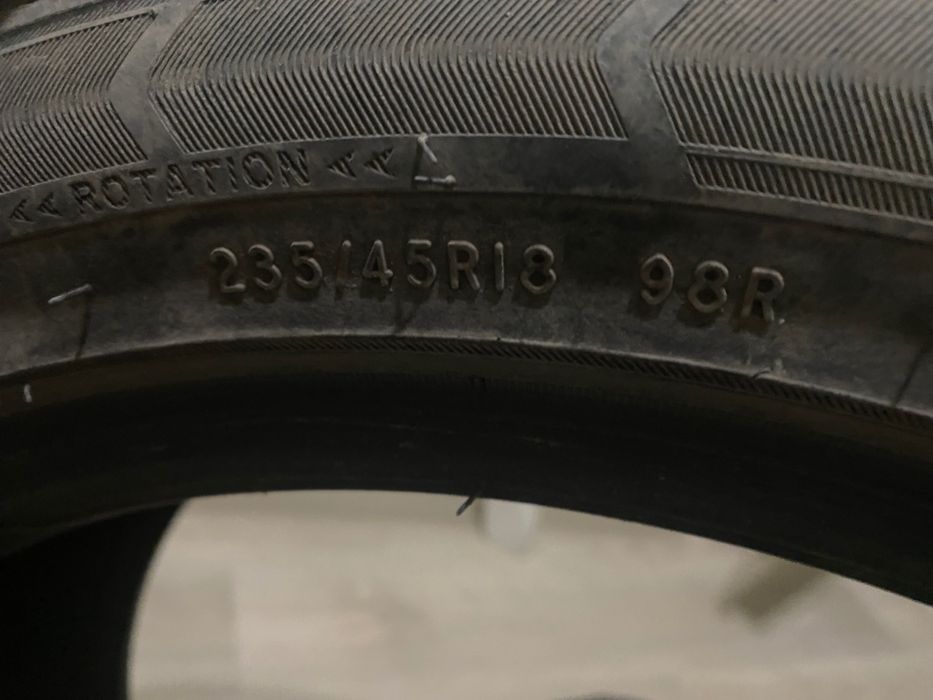 <<ROTATION <<
235/45R18 98R